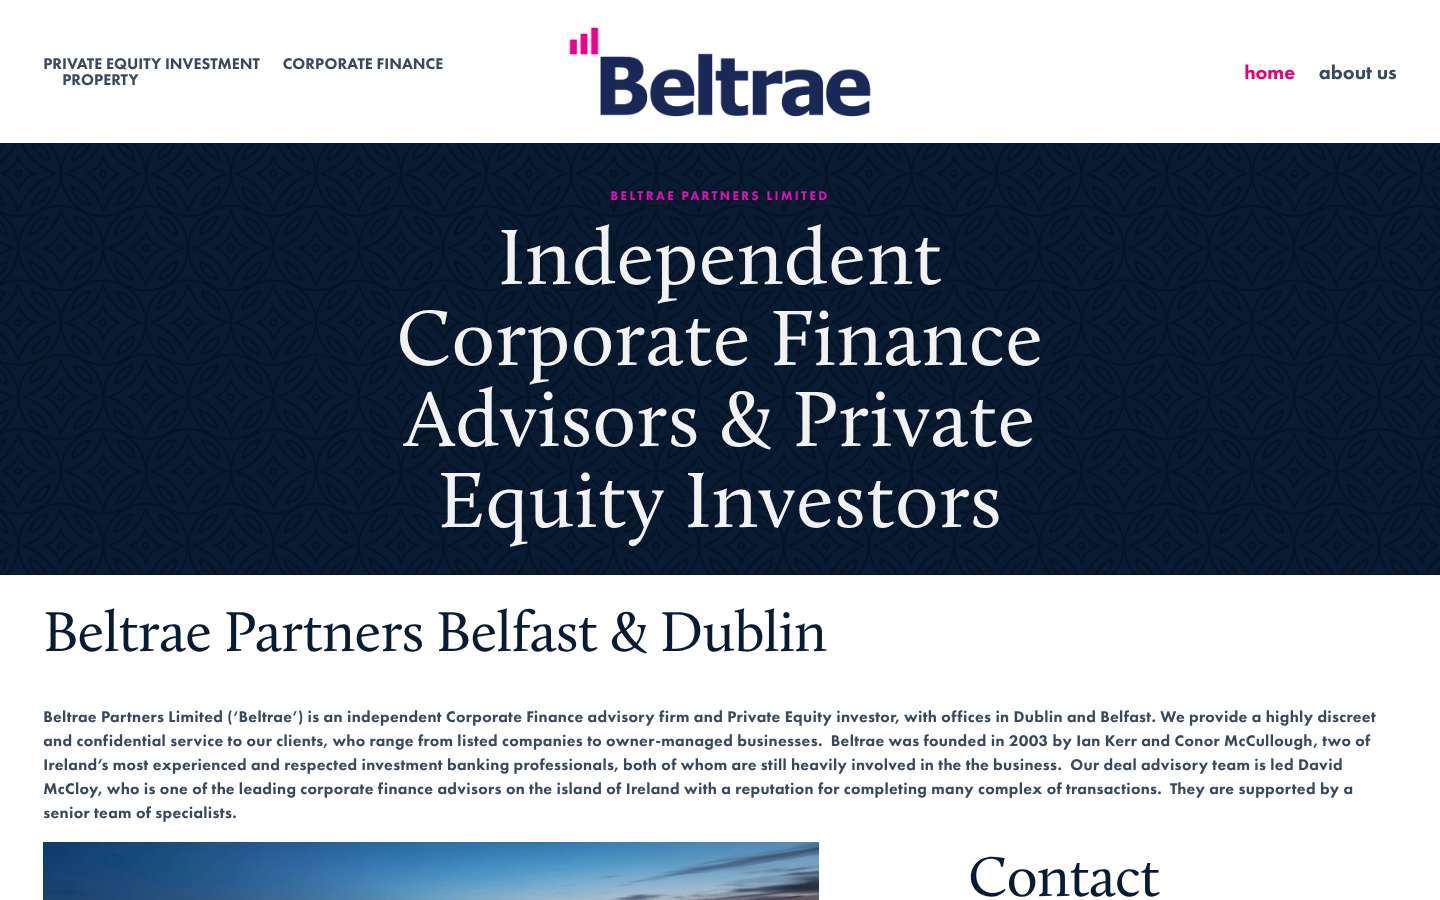 PRIVATE EQUITY INVESTMENT CORPORATE FINANCE
PROPERTY
Beltrae
home about us
BELTRAE PARTNERS LIMITED
Independent
Corporate Finance
Advisors & Private
Equity Investors
Beltrae Partners Belfast & Dublin
Beltrae Partners Limited (‘Beltrae’) is an independent Corporate Finance advisory firm and Private Equity investor, with offices in Dublin and Belfast. We provide a highly discreet
and confidential service to our clients, who range from listed companies to owner-managed businesses.  Beltrae was founded in 2003 by Ian Kerr and Conor McCullough, two of
Ireland’s most experienced and respected investment banking professionals, both of whom are still heavily involved in the the business.  Our deal advisory team is led David
McCloy, who is one of the leading corporate finance advisors on the island of Ireland with a reputation for completing many complex of transactions.  They are supported by a
senior team of specialists.
Contact